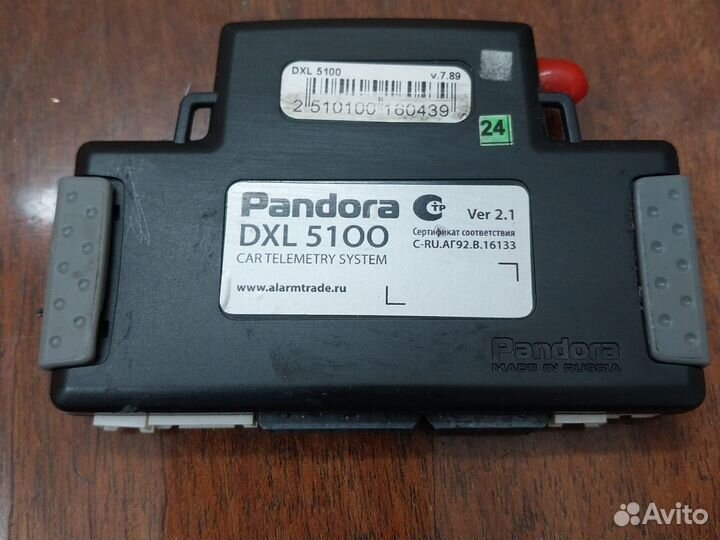 DXL 5100 v.7.89
2 510100 160439
24
Pandora
CTP Ver 2.1
DXL 5100
Сертификат соответствия
C-RU.АГ92.В.16133
CAR TELEMETRY SYSTEM
www.alarmtrade.ru
Pandora
MADE IN RUSSIA
Avito